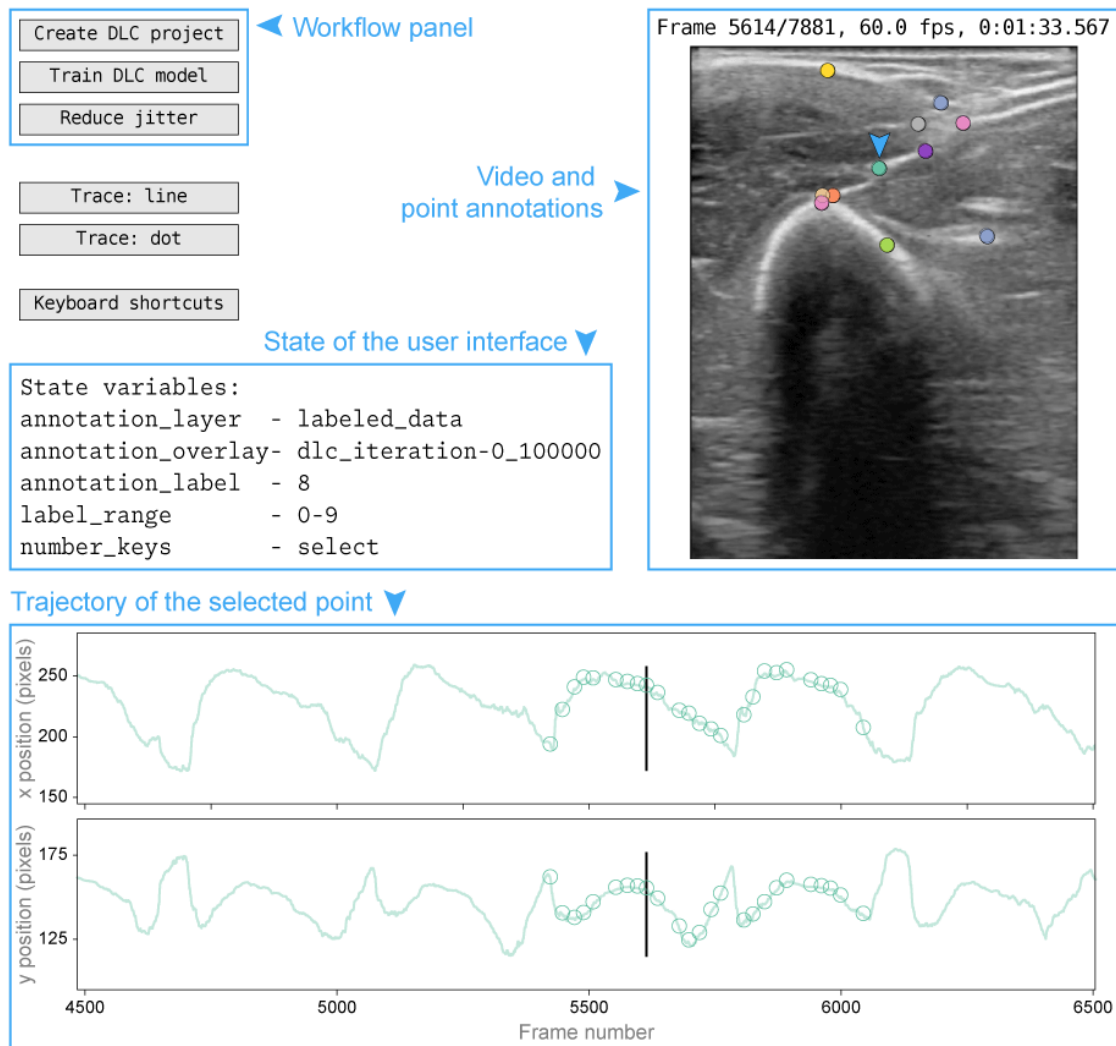 Create DLC project
Train DLC model
Reduce jitter
Workflow panel
Trace: line
Trace: dot
Keyboard shortcuts
Frame 5614/7881, 60.0 fps, 0:01:33.567
Video and
point annotations
State of the user interface
State variables:
annotation_layer - labeled_data
annotation_overlay- dlc_iteration-0_100000
annotation_label - 8
label_range - 0-9
number_keys - select
Trajectory of the selected point
x position (pixels)
250
200
150
y position (pixels)
175
125
4500 5000 5500 6000 6500
Frame number